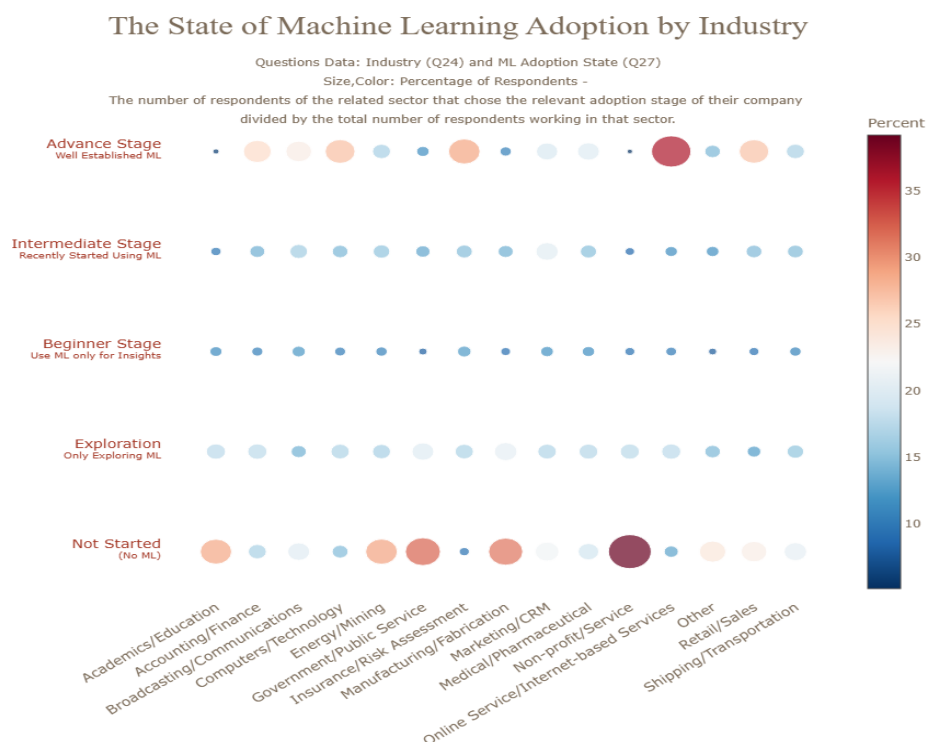 The State of Machine Learning Adoption by Industry
Questions Data: Industry (Q24) and ML Adoption State (Q27)
Size,Color: Percentage of Respondents -
The number of respondents of the related sector that chose the relevant adoption stage of their company
divided by the total number of respondents working in that sector.
Percent
Advance Stage
Well Established ML
Intermediate Stage
Recently Started Using ML
Beginner Stage
Use ML only for Insights
Exploration
Only Exploring ML
Not Started
(No ML)
35
30
25
20
15
10
Academics/Education
Accounting/Finance
Broadcasting/Communications
Computers/Technology
Energy/Mining
Government/Public Service
Insurance/Risk Assessment
Manufacturing/Fabrication
Marketing/CRM
Medical/Pharmaceutical
Non-profit/Service
Online Service/Internet-based Services
Other
Retail/Sales
Shipping/Transportation